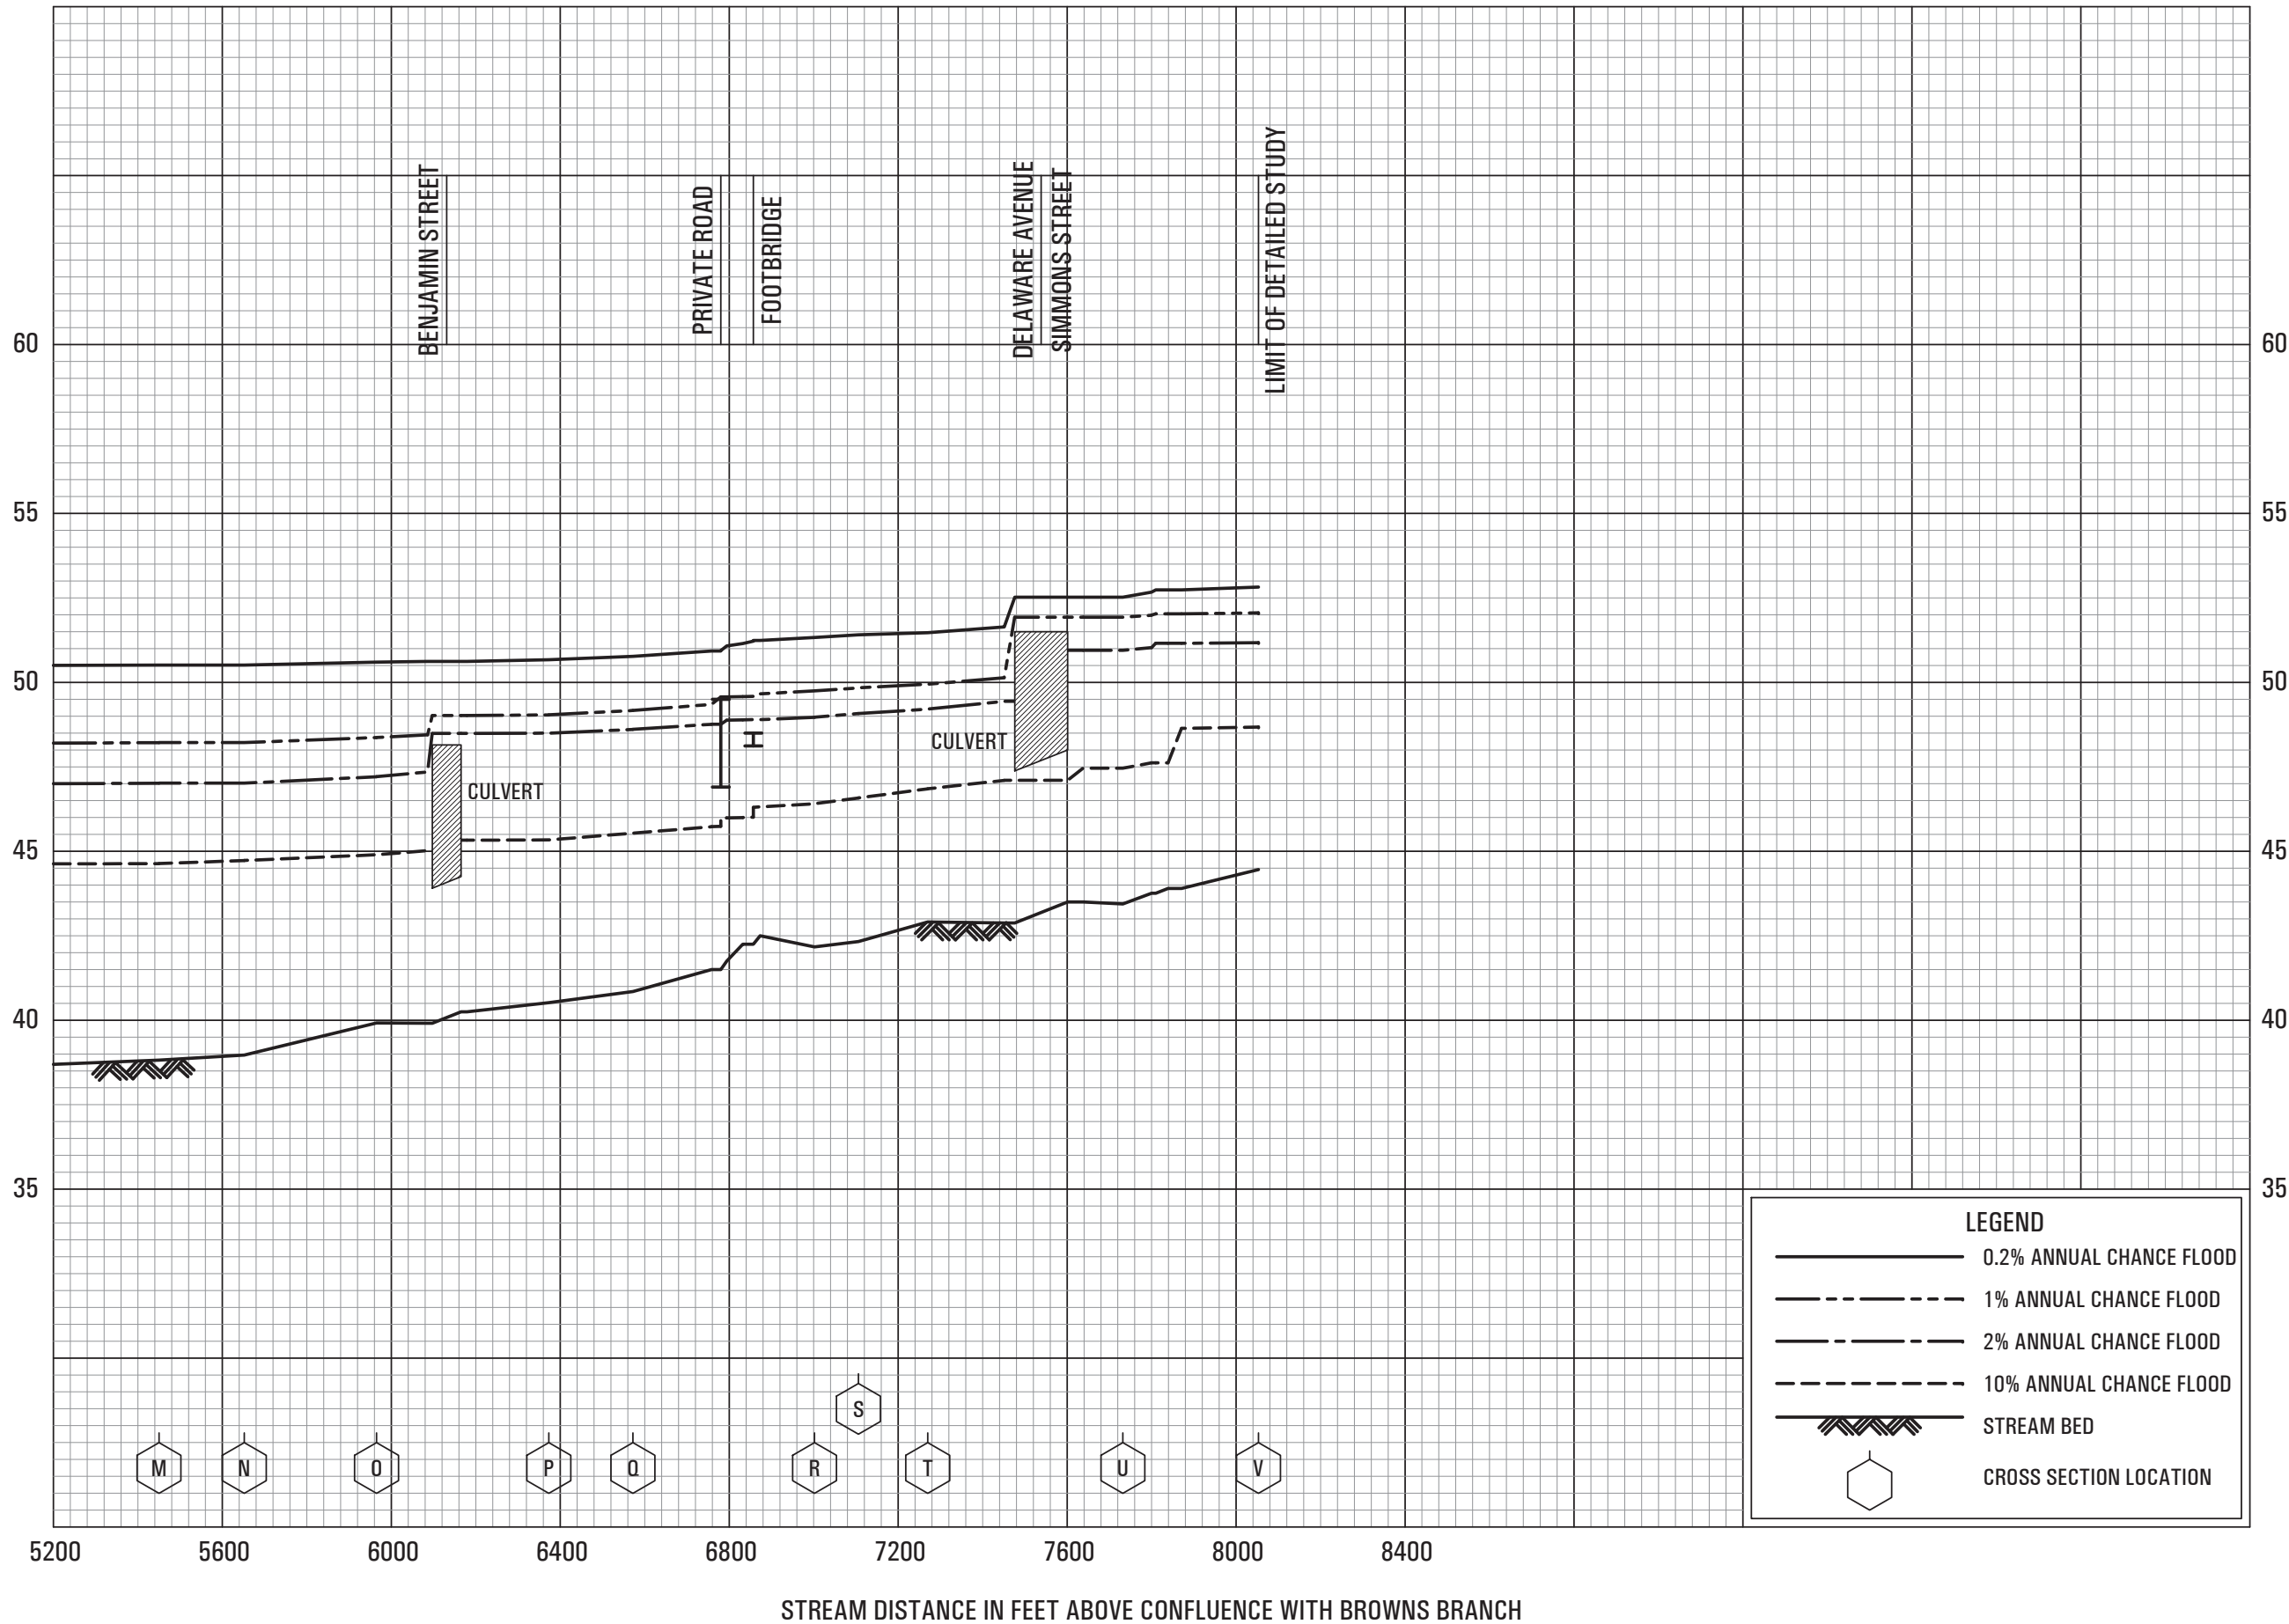 BENJAMIN STREET
PRIVATE ROAD
FOOTBRIDGE
DELAWARE AVENUE
SIMMONS STREET
LIMIT OF DETAILED STUDY
60
60
55
55
50
50
CULVERT
CULVERT
45
45
40
40
35
35
LEGEND
0.2% ANNUAL CHANCE FLOOD
1% ANNUAL CHANCE FLOOD
2% ANNUAL CHANCE FLOOD
10% ANNUAL CHANCE FLOOD
STREAM BED
CROSS SECTION LOCATION
S
M N O P Q R T U V
5200 5600 6000 6400 6800 7200 7600 8000 8400
STREAM DISTANCE IN FEET ABOVE CONFLUENCE WITH BROWNS BRANCH